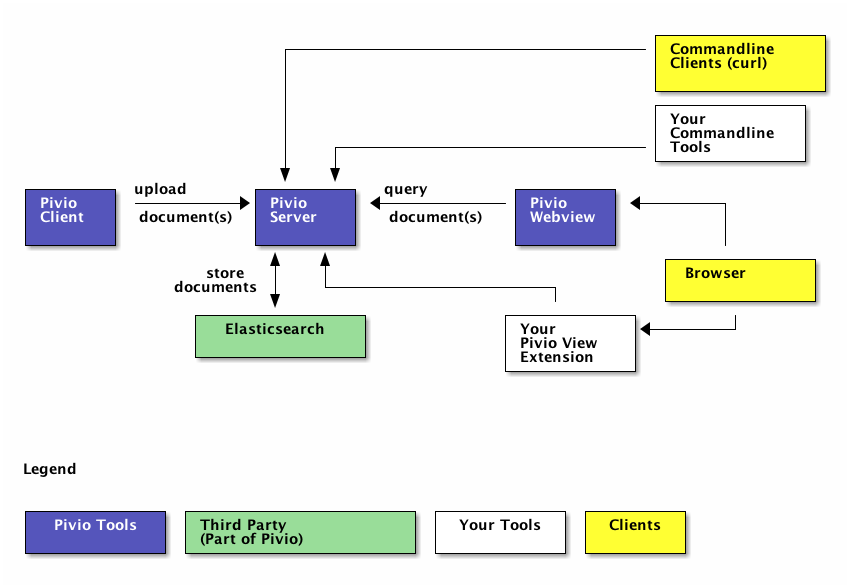 Commandline
Clients (curl)
Your
Commandline
Tools
upload
document(s)
query
document(s)
Pivio
Client
Pivio
Server
Pivio
Webview
Browser
store
documents
Elasticsearch
Your
Pivio View
Extension
Legend
Pivio Tools
Third Party
(Part of Pivio)
Your Tools
Clients